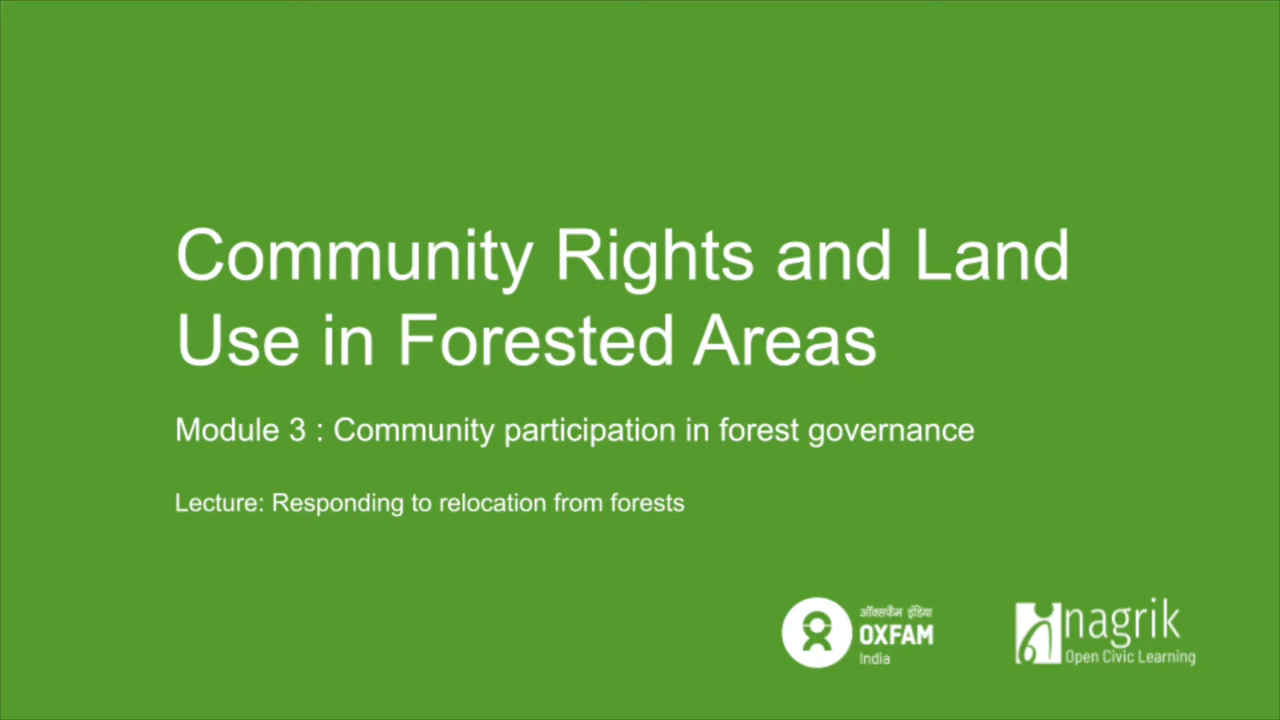 Community Rights and Land
Use in Forested Areas
Module 3 : Community participation in forest governance
Lecture: Responding to relocation from forests
ऑक्सफैम इंडिया
OXFAM
India
nagrik
Open Civic Learning